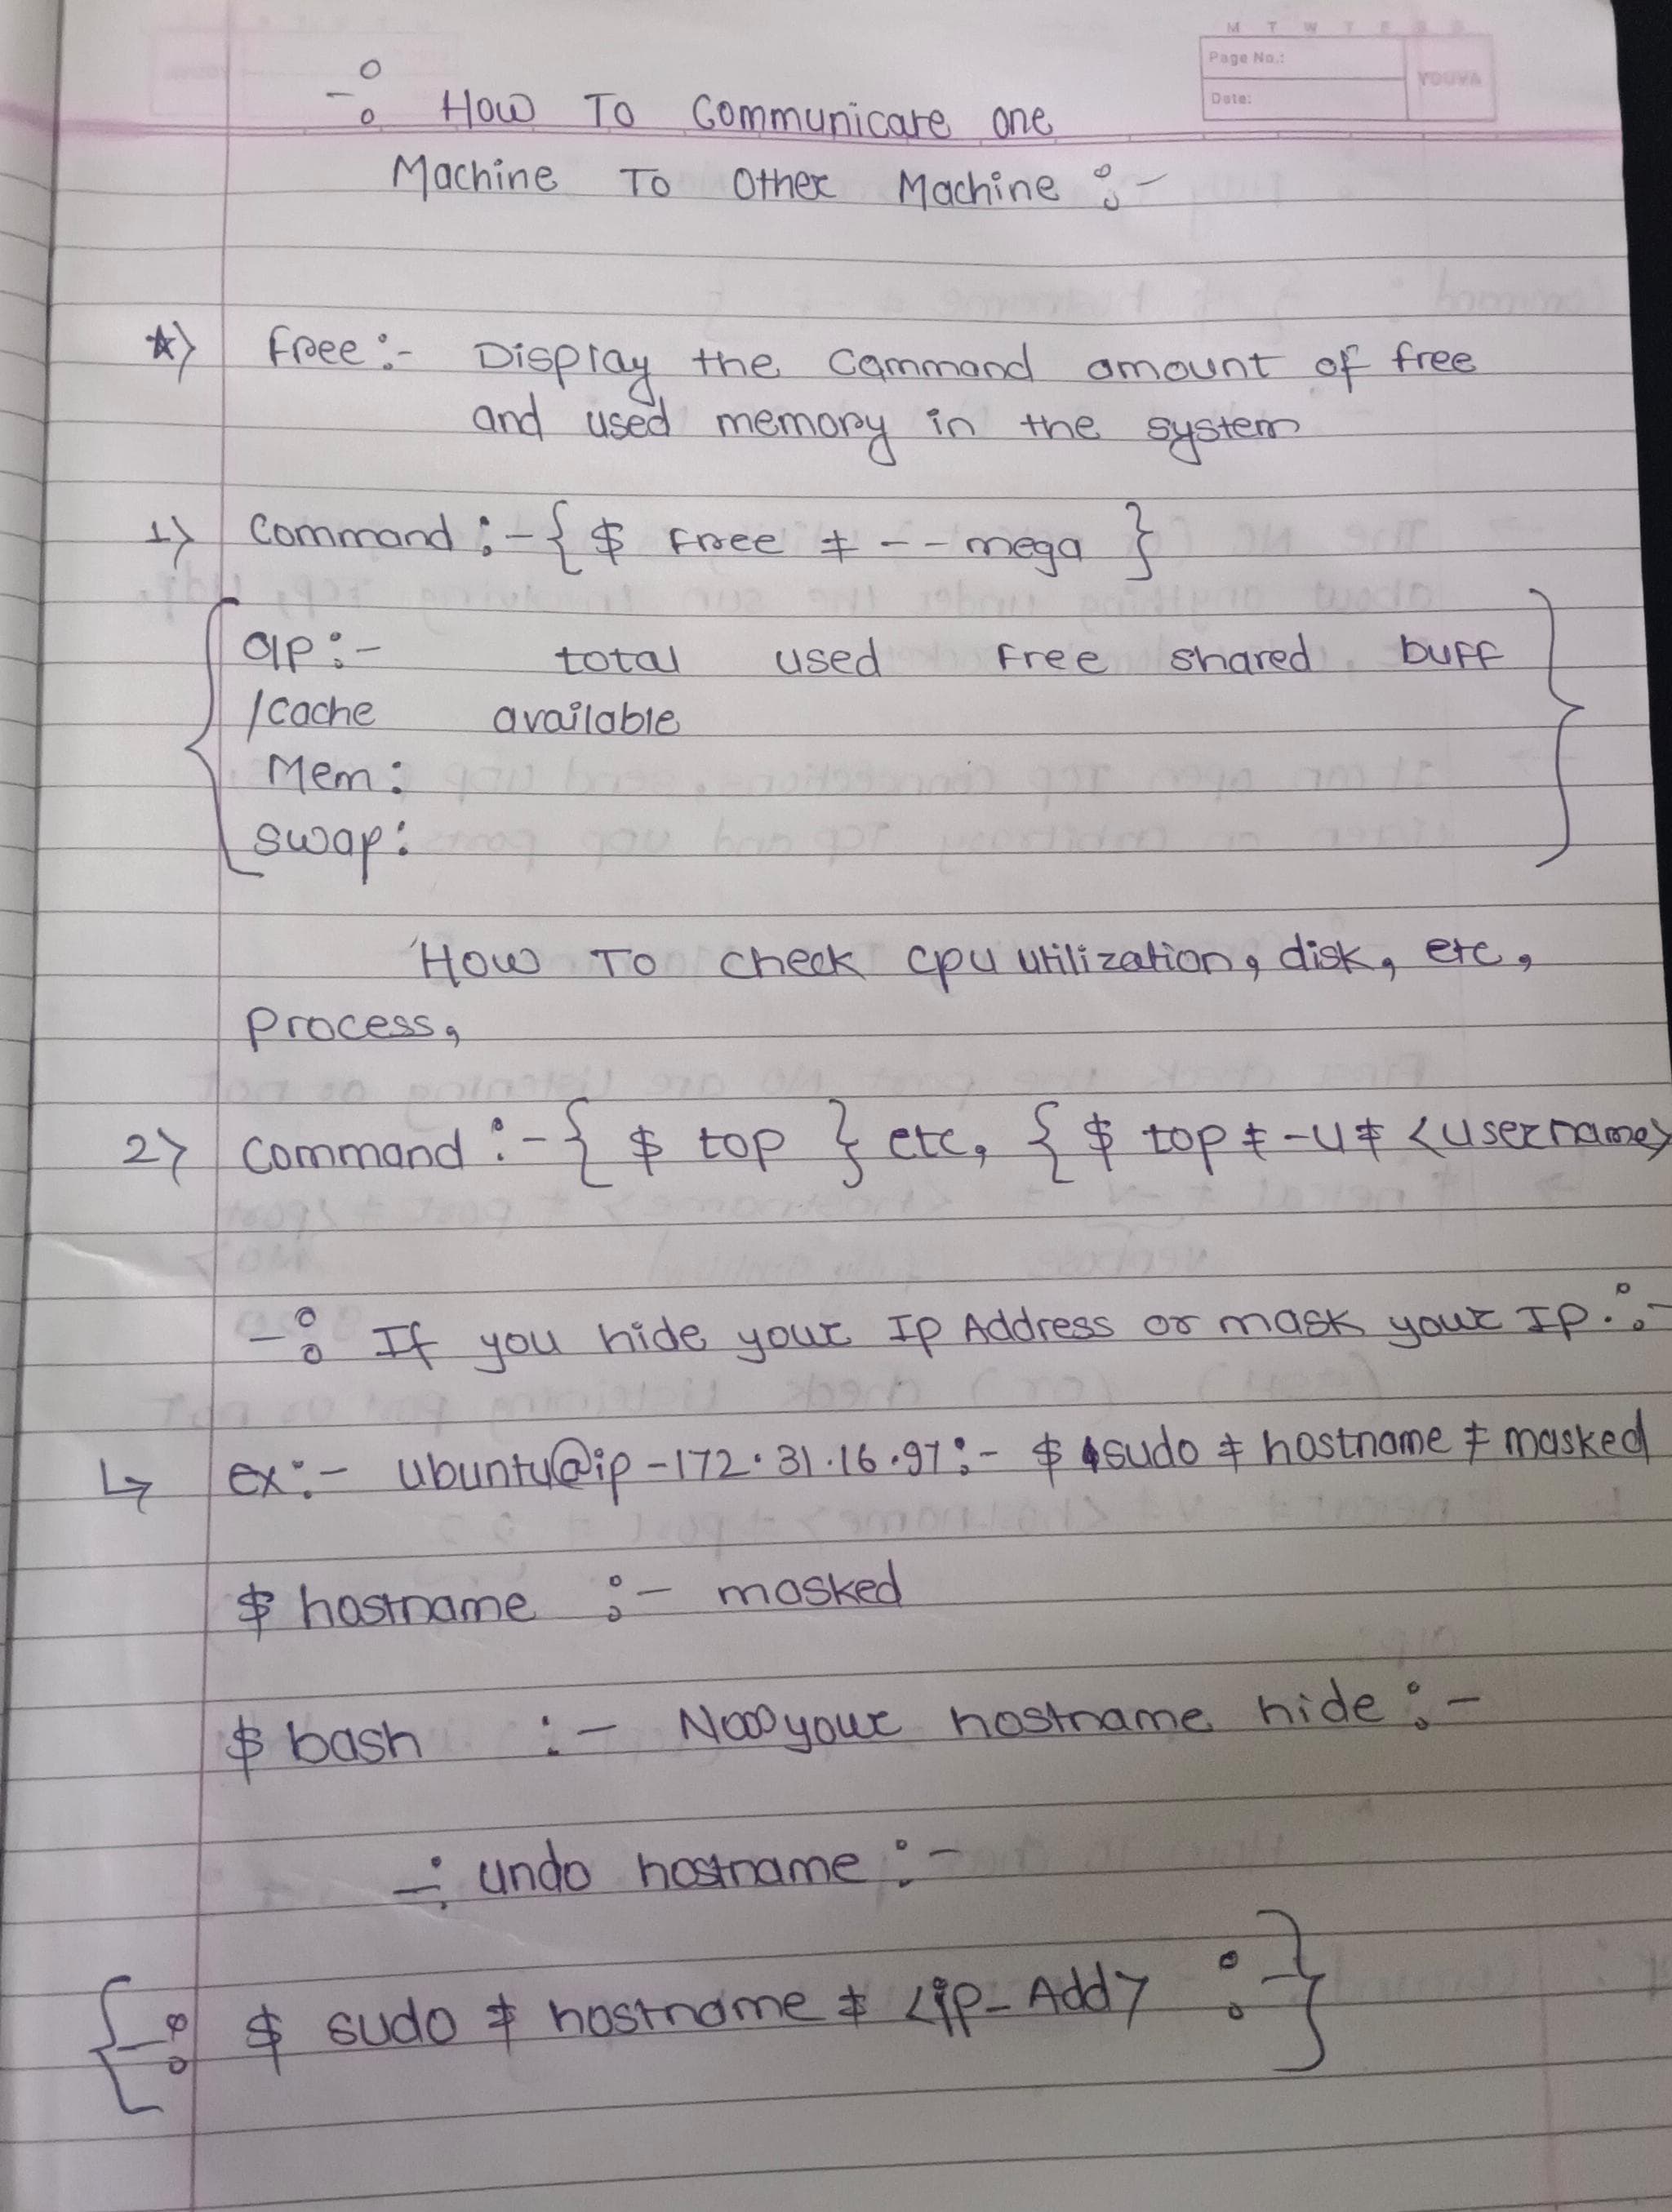 M T W T F S S
Page No.:
Date:
YOUVA
-: How To Communicare one
Machine To Other Machine :-
☆> free :- Display the Cammand amount of free
and used memory in the system
1> Command :- { $ free ≠ --mega }
O/P :- total used free shared buff
/cache available
Mem :
swap :
How To check cpu utilization, disk, etc,
Process,
2> Command :- { $ top } etc, { $ top ≠ -u ≠ <username>
-: If you hide your Ip Address or mask your IP. :-
↳ ex :- ubuntu@ip-172.31.16.97 :- $ sudo ≠ hostname ≠ masked
$ hostname :- masked
$ bash :- your hostname hide :-
-: undo hostname :-
{ -: $ sudo ≠ hostname ≠ <ip_Add> :- }